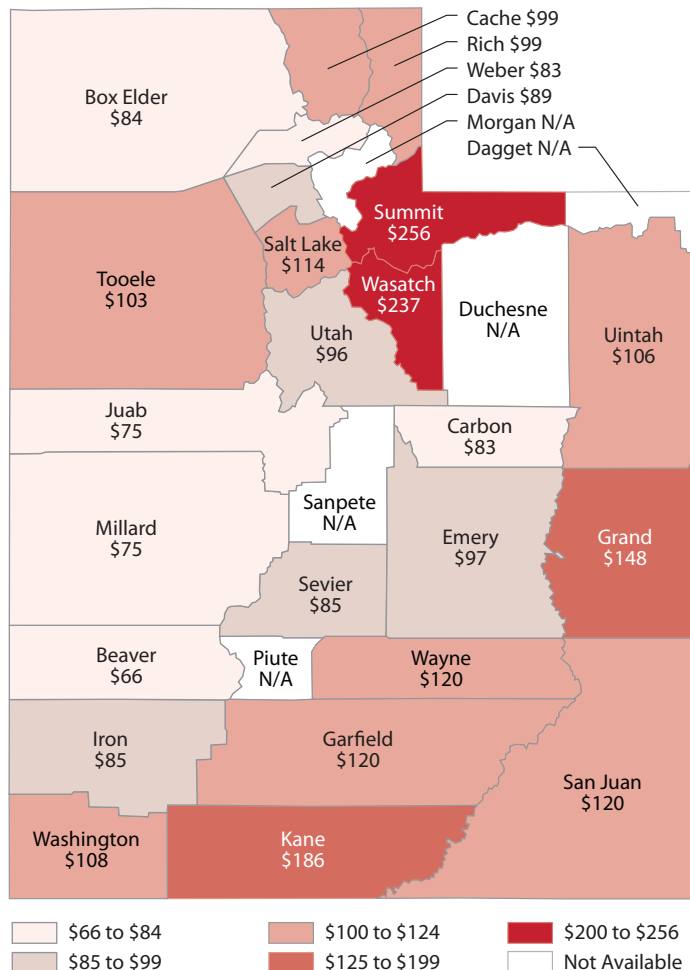 Cache $99
Rich $99
Weber $83
Davis $89
Morgan N/A
Dagget N/A
Box Elder
$84
Summit
$256
Salt Lake
$114
Tooele
$103
Wasatch
$237
Duchesne
N/A
Utah
$96
Uintah
$106
Juab
$75
Carbon
$83
Sanpete
N/A
Millard
$75
Emery
$97
Grand
$148
Sevier
$85
Beaver
$66
Piute
N/A
Wayne
$120
Iron
$85
Garfield
$120
San Juan
$120
Washington
$108
Kane
$186
$66 to $84
$100 to $124
$200 to $256
$85 to $99
$125 to $199
Not Available